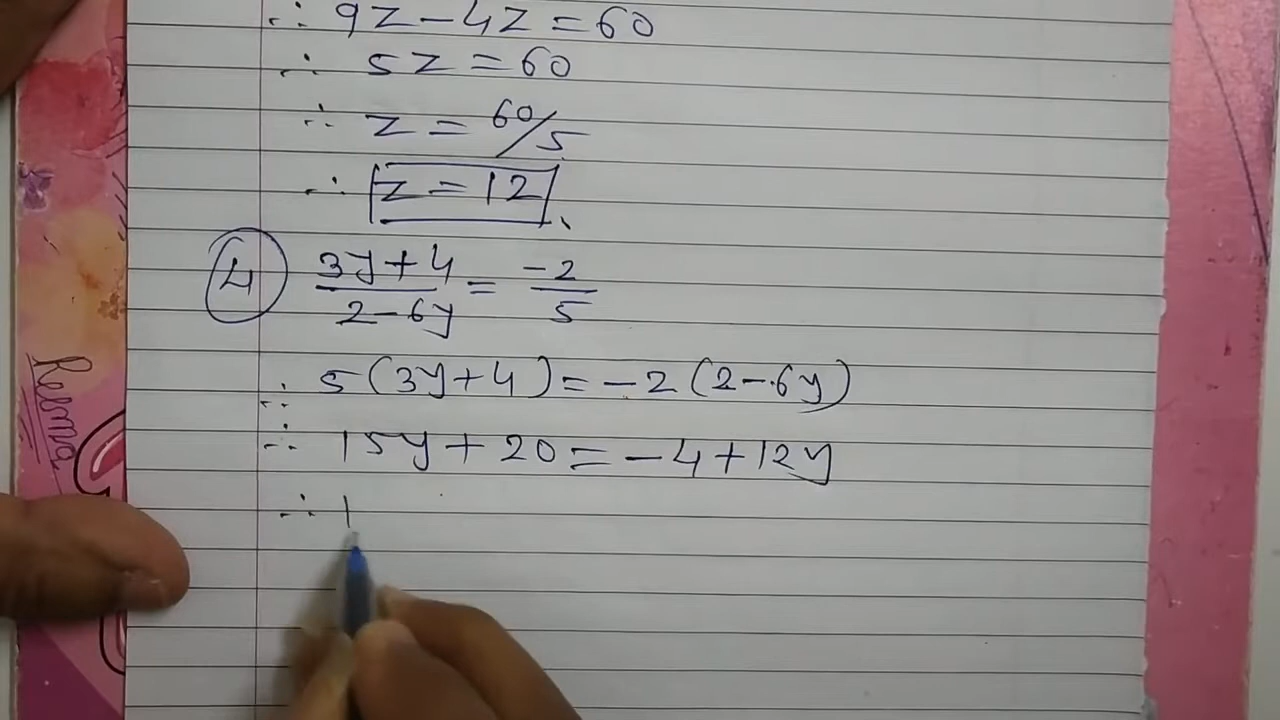 ∴ 9z - 4z = 60
∴ 5z = 60
∴ z = 60/5
∴ z = 12
4 3y+4/2-6y = -2/5
∴ 5(3y+4) = -2(2-6y)
∴ 15y + 20 = -4 + 12y
∴ 1